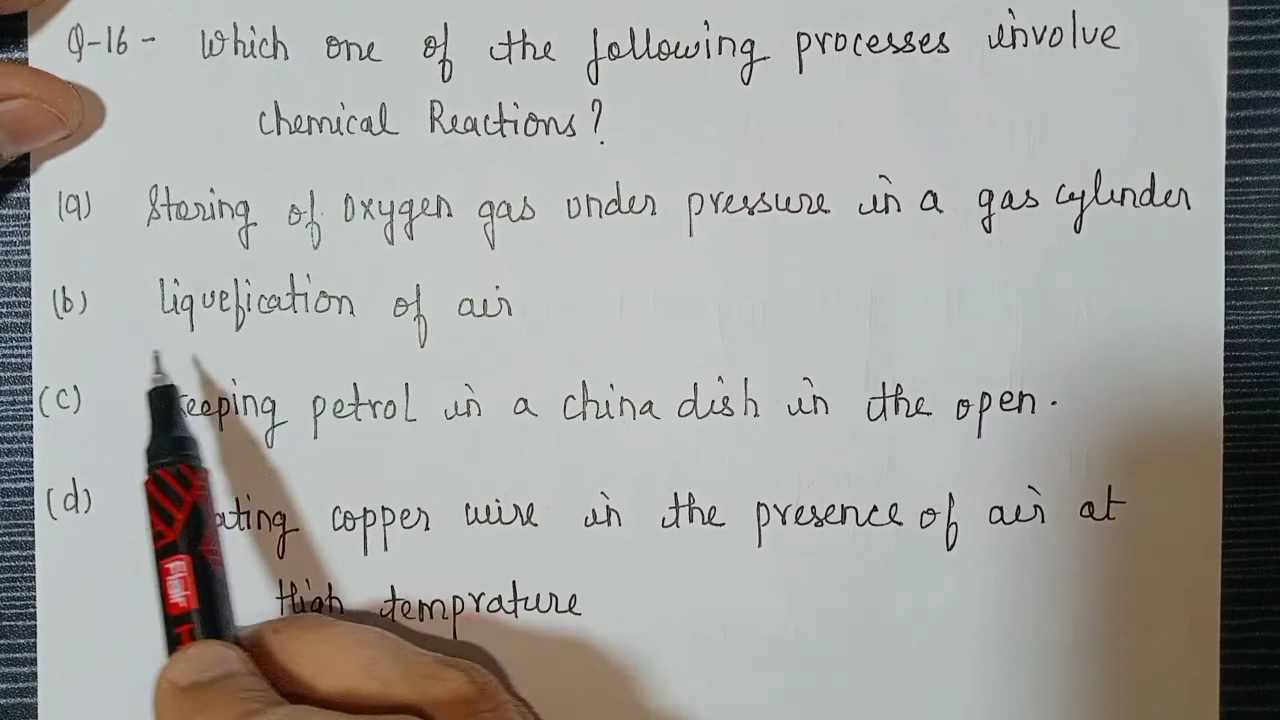 Q-16 - Which one of the following processes involve
chemical Reactions?
(a) Storing of oxygen gas under pressure in a gas cylinder
(b) liquefication of air
(c) keeping petrol in a china dish in the open.
(d) copper wire in the presence of air at
High temprature
Flair